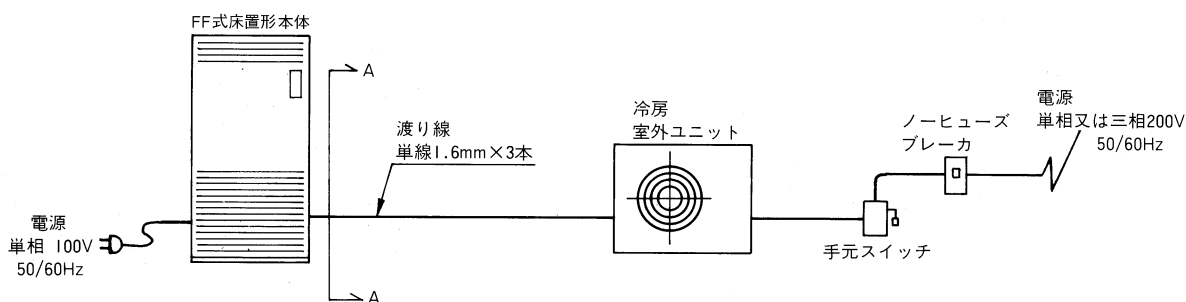 FF式床置形本体
A
渡り線
単線1.6mm×3本
冷房
室外ユニット
ノーヒューズ
ブレーカ
電源
単相又は三相200V
50/60Hz
電源
単相 100V
50/60Hz
手元スイッチ
A